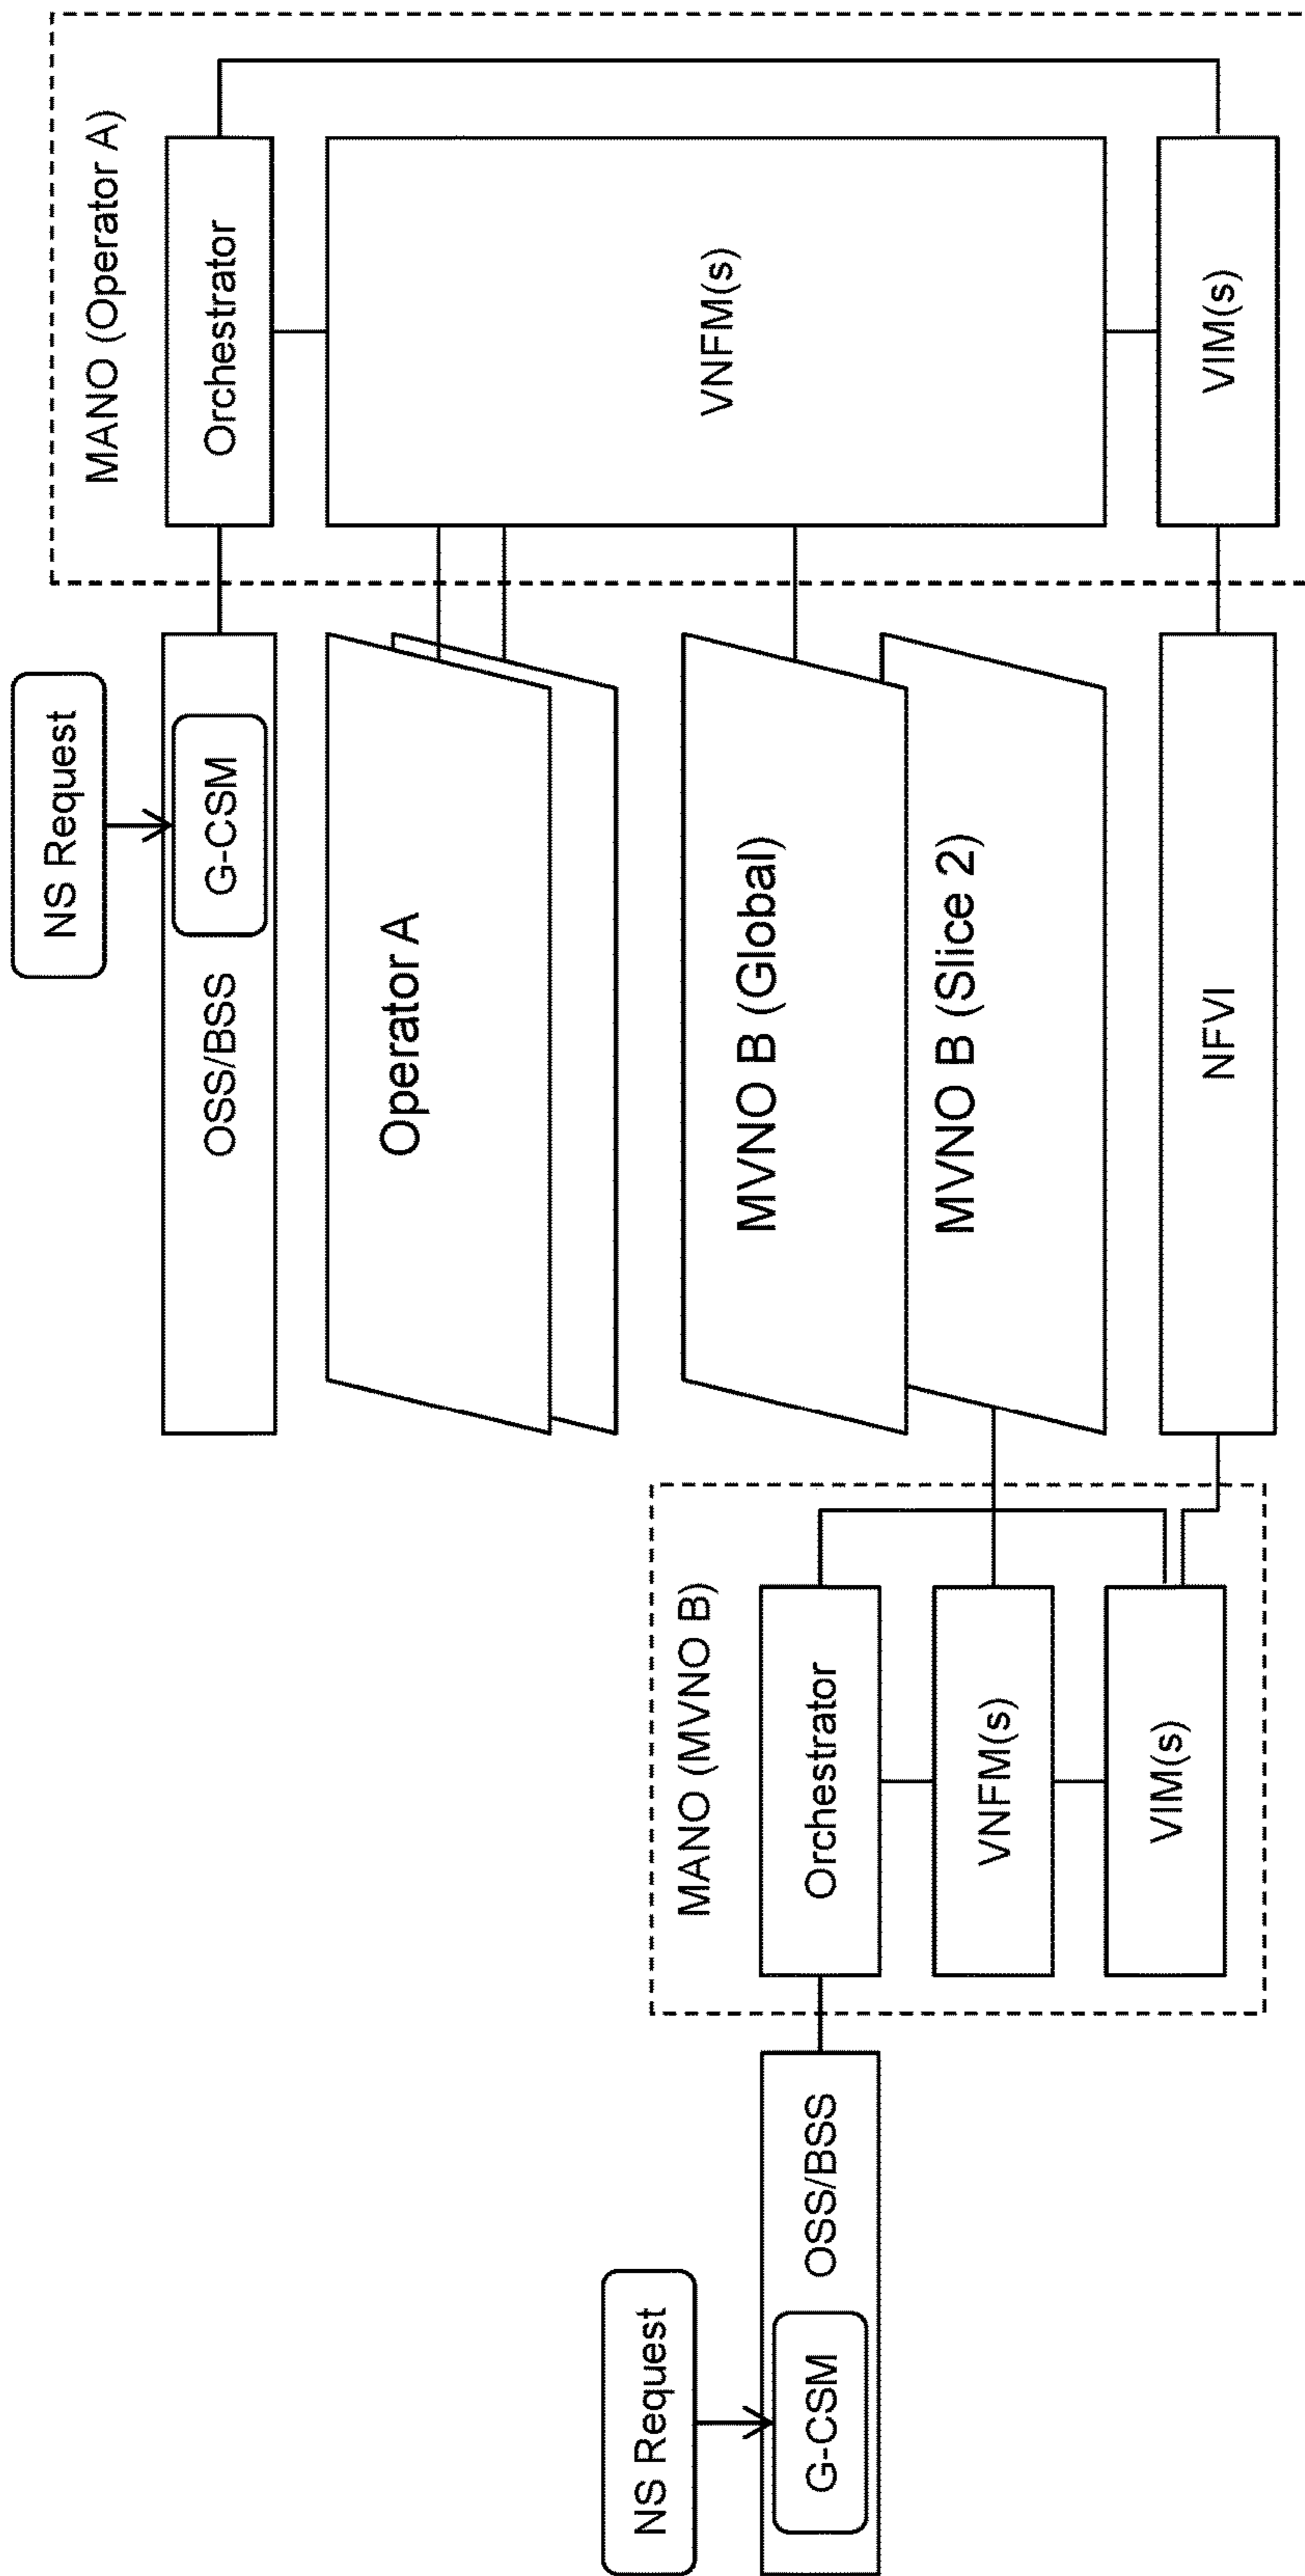 NS Request
G-CSM
OSS/BSS
MANO (Operator A)
Orchestrator
VNFM(s)
VIM(s)
Operator A
MVNO B (Global)
MVNO B (Slice 2)
NFVI
MANO (MVNO B)
Orchestrator
VNFM(s)
VIM(s)
NS Request
G-CSM
OSS/BSS